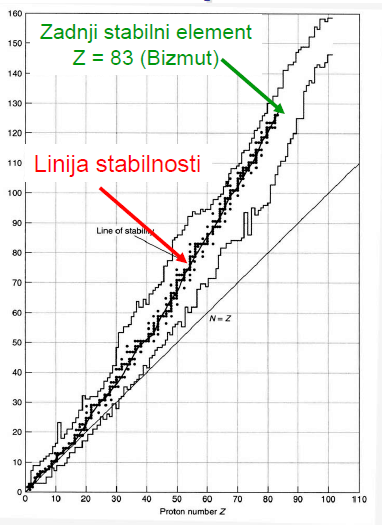 Zadnji stabilni element
Z = 83 (Bizmut)
Linija stabilnosti
Line of stability
N = Z
160
150
140
130
120
110
100
90
80
70
60
50
40
30
20
10
0
0 10 20 30 40 50 60 70 80 90 100 110
Proton number Z